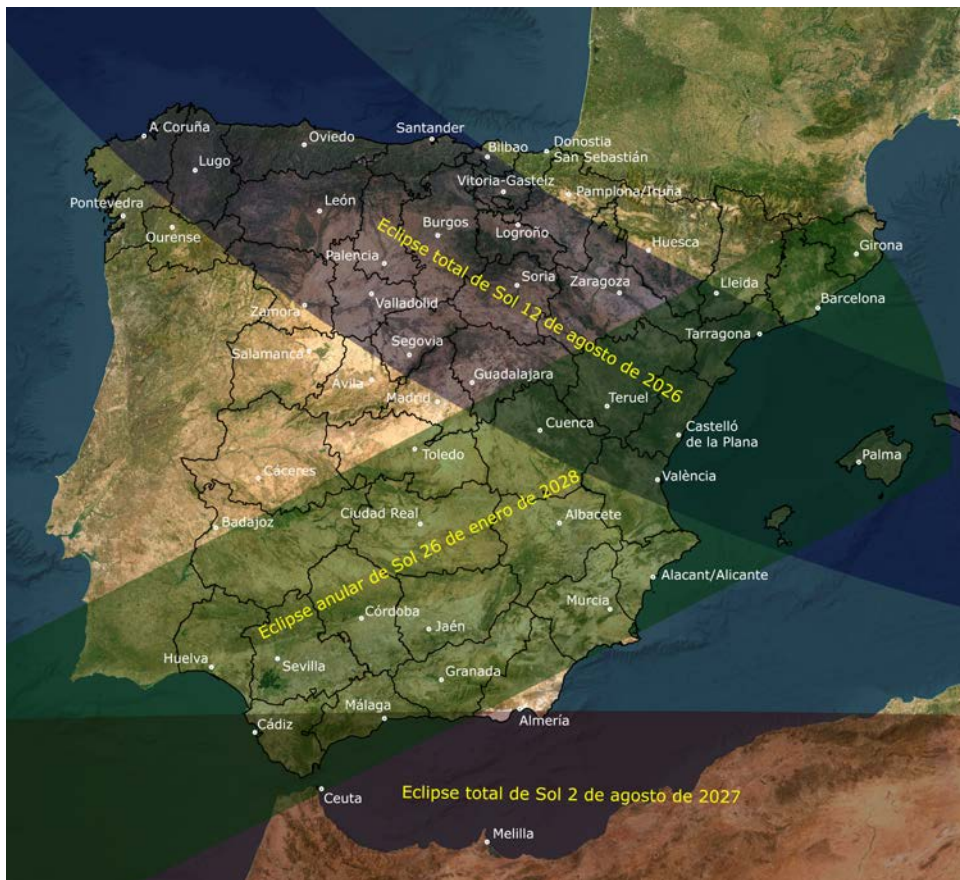 A Coruña
Oviedo
Santander
Bilbao
Donostia
San Sebastián
Lugo
Vitoria-Gasteiz
Pamplona/Iruña
Pontevedra
León
Ourense
Burgos
Logroño
Huesca
Girona
Palencia
Soria
Zaragoza
Lleida
Barcelona
Zamora
Valladolid
Eclipse total de Sol 12 de agosto de 2026
Tarragona
Salamanca
Segovia
Ávila
Guadalajara
Madrid
Teruel
Cuenca
Castelló
de la Plana
Toledo
Palma
Cáceres
València
Badajoz
Ciudad Real
Albacete
Eclipse anular de Sol 26 de enero de 2028
Alacant/Alicante
Murcia
Córdoba
Jaén
Huelva
Sevilla
Granada
Málaga
Cádiz
Almería
Eclipse total de Sol 2 de agosto de 2027
Ceuta
Melilla